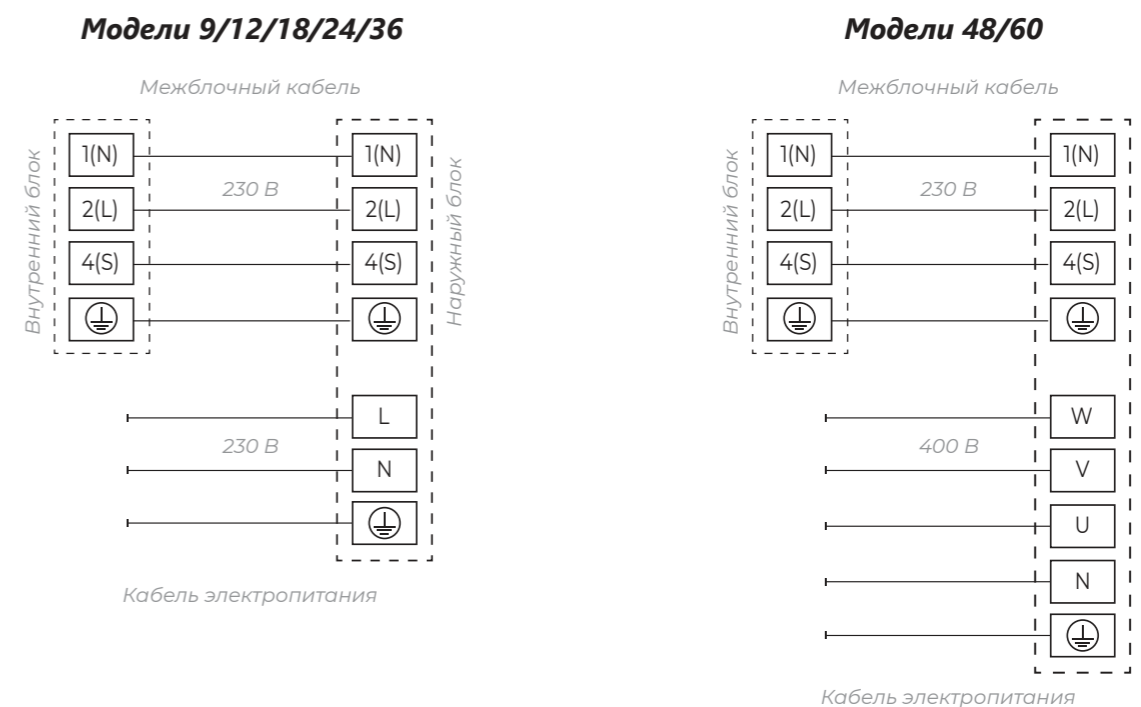 Модели 9/12/18/24/36
Межблочный кабель
Внутренний блок
1(N)
1(N)
230 В
2(L)
2(L)
4(S)
4(S)
Наружный блок
L
230 В
N
Кабель электропитания
Модели 48/60
Межблочный кабель
Внутренний блок
1(N)
1(N)
230 В
2(L)
2(L)
4(S)
4(S)
W
400 В
V
U
N
Кабель электропитания